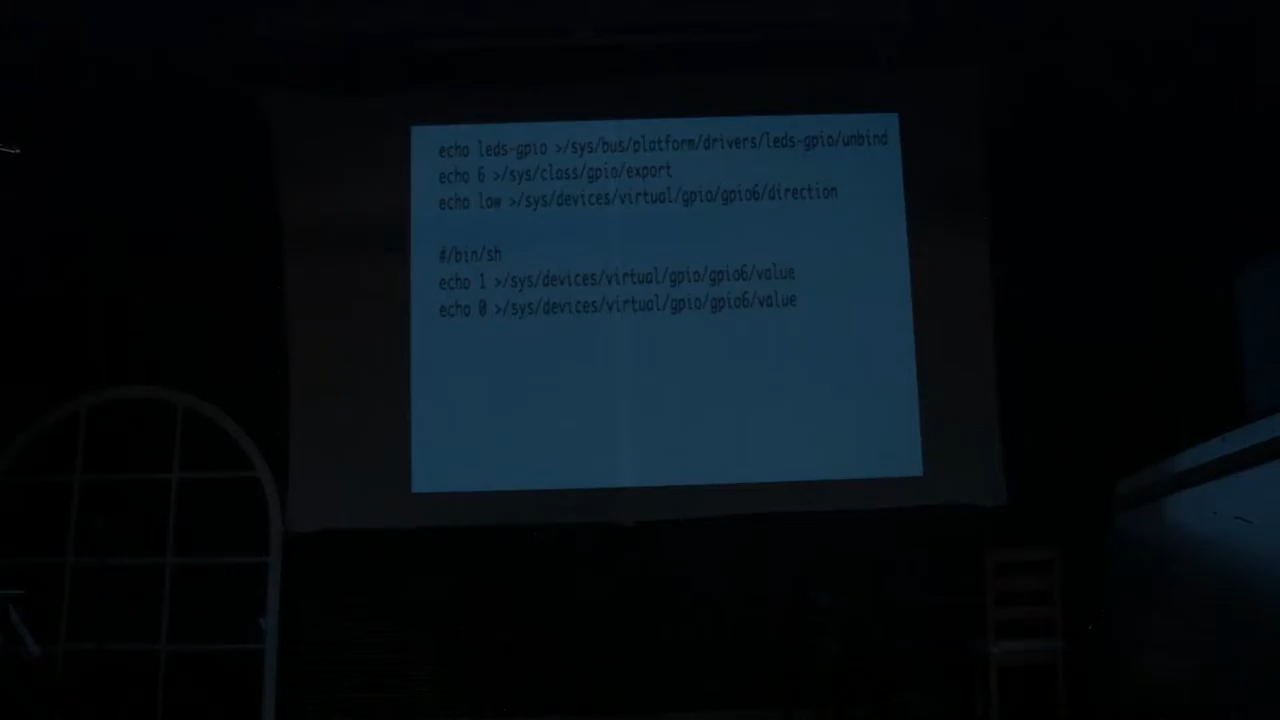 echo leds-gpio >/sys/bus/platform/drivers/leds-gpio/unbind
echo 6 >/sys/class/gpio/export
echo low >/sys/devices/virtual/gpio/gpio6/direction
#/bin/sh
echo 1 >/sys/devices/virtual/gpio/gpio6/value
echo 0 >/sys/devices/virtual/gpio/gpio6/value